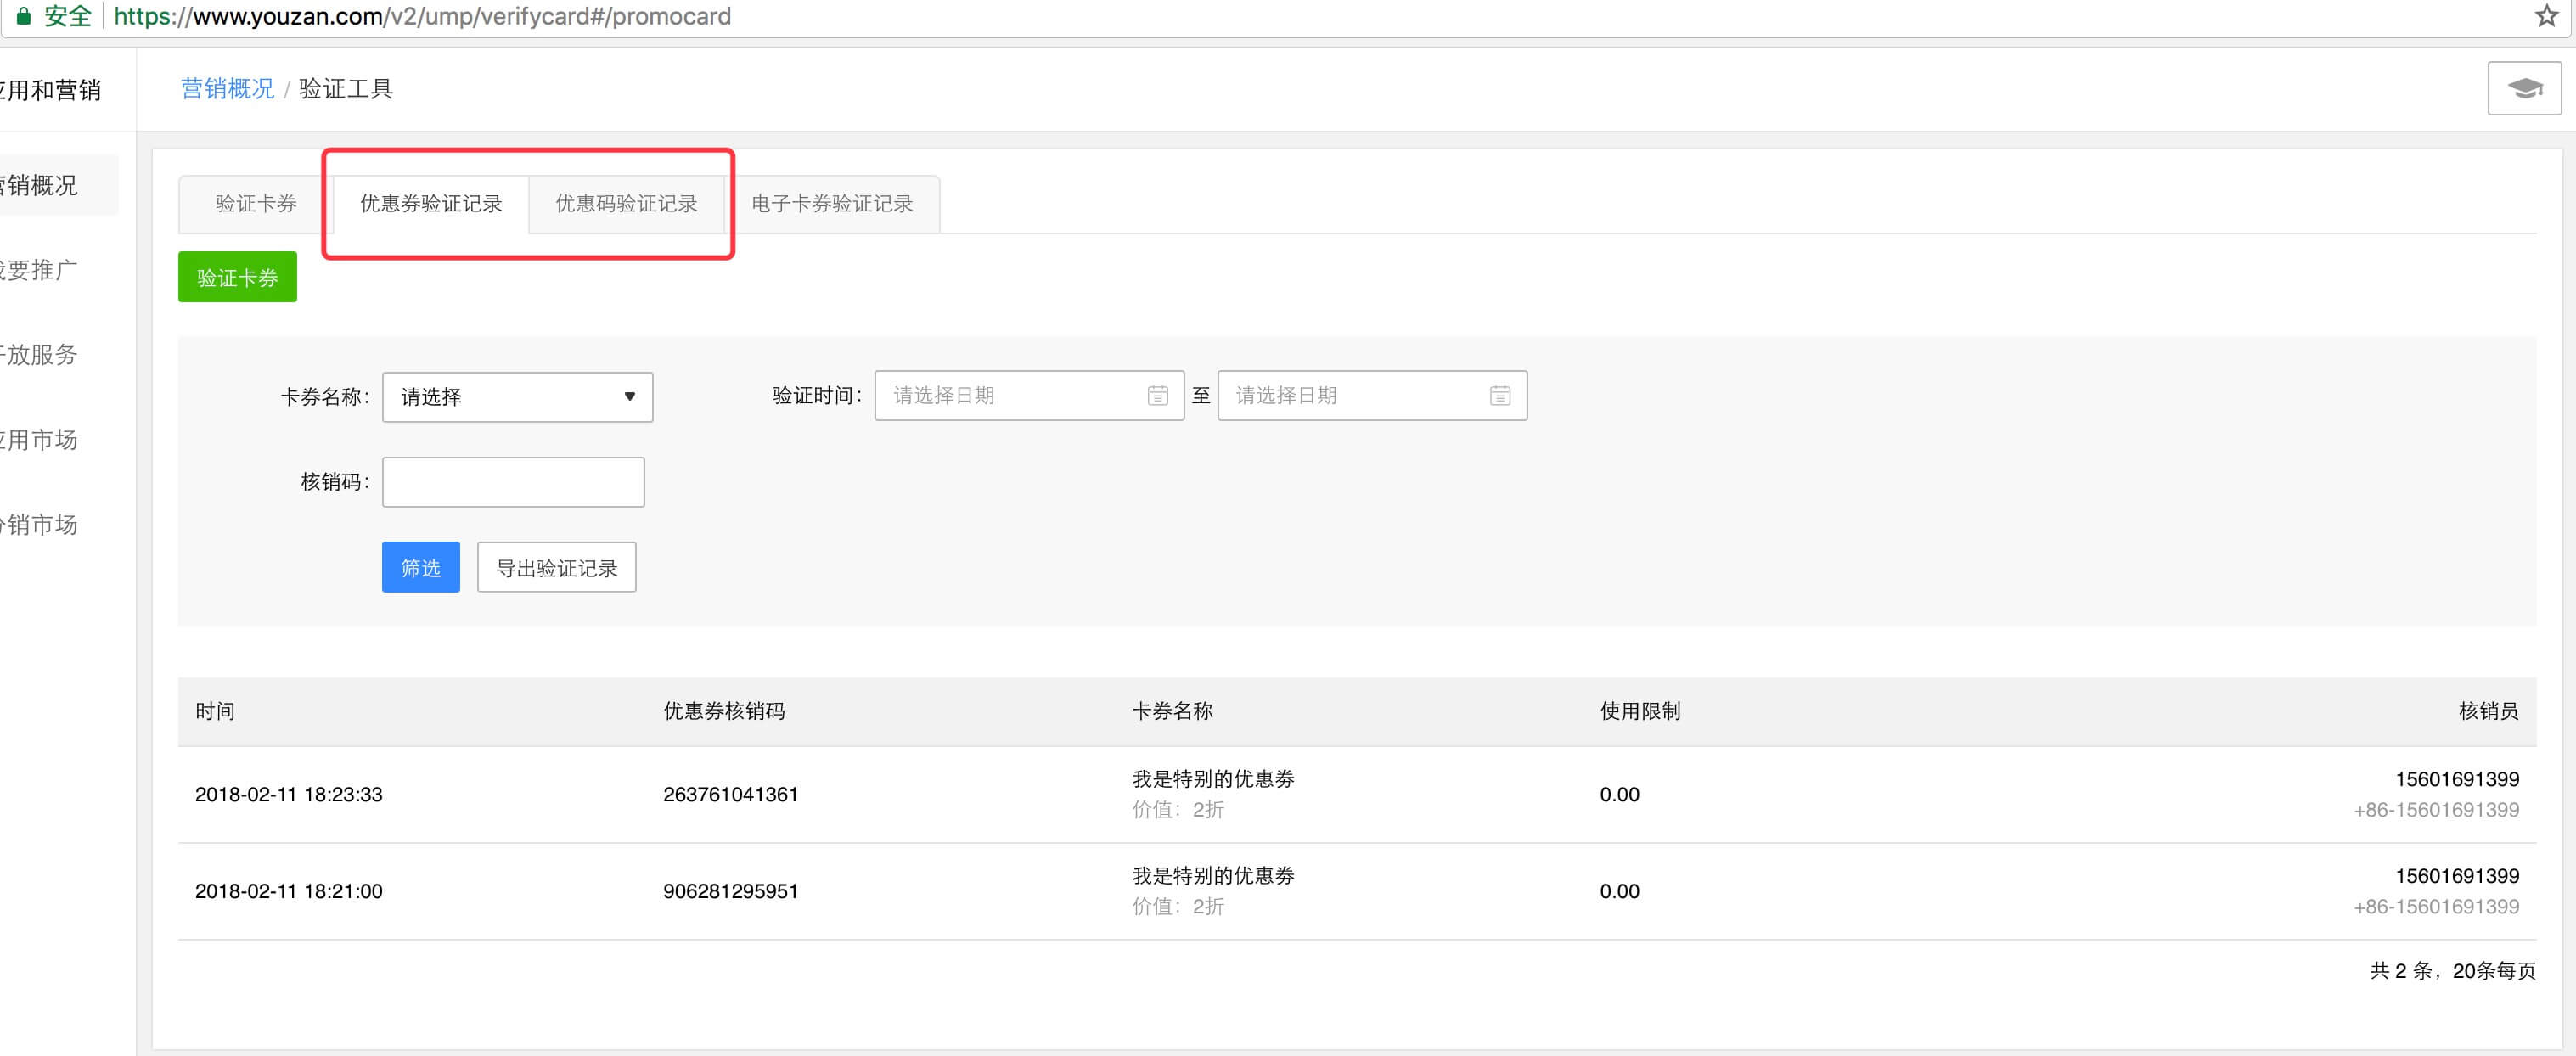 安全 https://www.youzan.com/v2/ump/verifycard#/promocard
用和营销
营销概况 / 验证工具
销概况
要推广
放服务
用市场
销市场
验证卡券 优惠券验证记录 优惠码验证记录 电子卡券验证记录
验证卡券
卡券名称: 请选择 验证时间: 请选择日期 至 请选择日期
核销码:
筛选 导出验证记录
时间 优惠券核销码 卡券名称 使用限制 核销员
2018-02-11 18:23:33 263761041361 我是特别的优惠券 0.00 15601691399
价值：2折 +86-15601691399
2018-02-11 18:21:00 906281295951 我是特别的优惠券 0.00 15601691399
价值：2折 +86-15601691399
共 2 条，20条每页